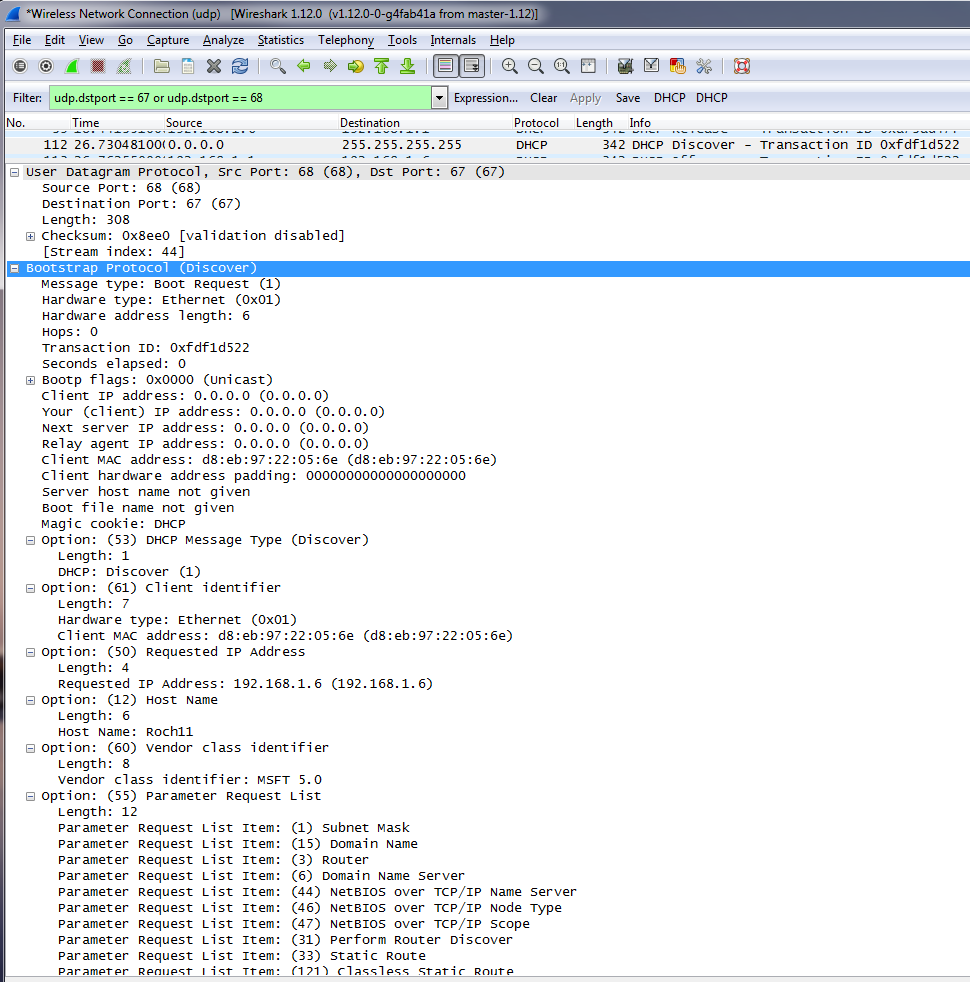 *Wireless Network Connection (udp) [Wireshark 1.12.0 (v1.12.0-0-g4fab41a from master-1.12)]
File Edit View Go Capture Analyze Statistics Telephony Tools Internals Help
Filter: udp.dstport == 67 or udp.dstport == 68 Expression... Clear Apply Save DHCP DHCP
No. Time Source Destination Protocol Length Info
112 26.7304810( 0.0.0.0 255.255.255.255 DHCP 342 DHCP Discover - Transaction ID 0xfdf1d522
User Datagram Protocol, Src Port: 68 (68), Dst Port: 67 (67)
Source Port: 68 (68)
Destination Port: 67 (67)
Length: 308
Checksum: 0x8ee0 [validation disabled]
[Stream index: 44]
Bootstrap Protocol (Discover)
Message type: Boot Request (1)
Hardware type: Ethernet (0x01)
Hardware address length: 6
Hops: 0
Transaction ID: 0xfdf1d522
Seconds elapsed: 0
Bootp flags: 0x0000 (Unicast)
Client IP address: 0.0.0.0 (0.0.0.0)
Your (client) IP address: 0.0.0.0 (0.0.0.0)
Next server IP address: 0.0.0.0 (0.0.0.0)
Relay agent IP address: 0.0.0.0 (0.0.0.0)
Client MAC address: d8:eb:97:22:05:6e (d8:eb:97:22:05:6e)
Client hardware address padding: 00000000000000000000
Server host name not given
Boot file name not given
Magic cookie: DHCP
Option: (53) DHCP Message Type (Discover)
Length: 1
DHCP: Discover (1)
Option: (61) Client identifier
Length: 7
Hardware type: Ethernet (0x01)
Client MAC address: d8:eb:97:22:05:6e (d8:eb:97:22:05:6e)
Option: (50) Requested IP Address
Length: 4
Requested IP Address: 192.168.1.6 (192.168.1.6)
Option: (12) Host Name
Length: 6
Host Name: Roch11
Option: (60) Vendor class identifier
Length: 8
Vendor class identifier: MSFT 5.0
Option: (55) Parameter Request List
Length: 12
Parameter Request List Item: (1) Subnet Mask
Parameter Request List Item: (15) Domain Name
Parameter Request List Item: (3) Router
Parameter Request List Item: (6) Domain Name Server
Parameter Request List Item: (44) NetBIOS over TCP/IP Name Server
Parameter Request List Item: (46) NetBIOS over TCP/IP Node Type
Parameter Request List Item: (47) NetBIOS over TCP/IP Scope
Parameter Request List Item: (31) Perform Router Discover
Parameter Request List Item: (33) Static Route
Parameter Request List Item: (121) Classless Static Route